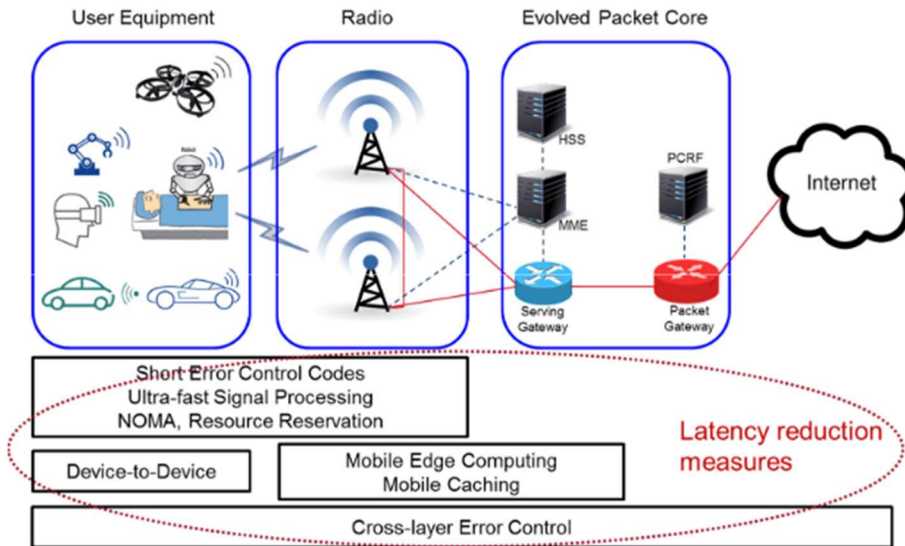 User Equipment
Radio
Evolved Packet Core
HSS
PCRF
MME
Internet
Serving
Gateway
Packet
Gateway
Short Error Control Codes
Ultra-fast Signal Processing
NOMA, Resource Reservation
Latency reduction
measures
Device-to-Device
Mobile Edge Computing
Mobile Caching
Cross-layer Error Control